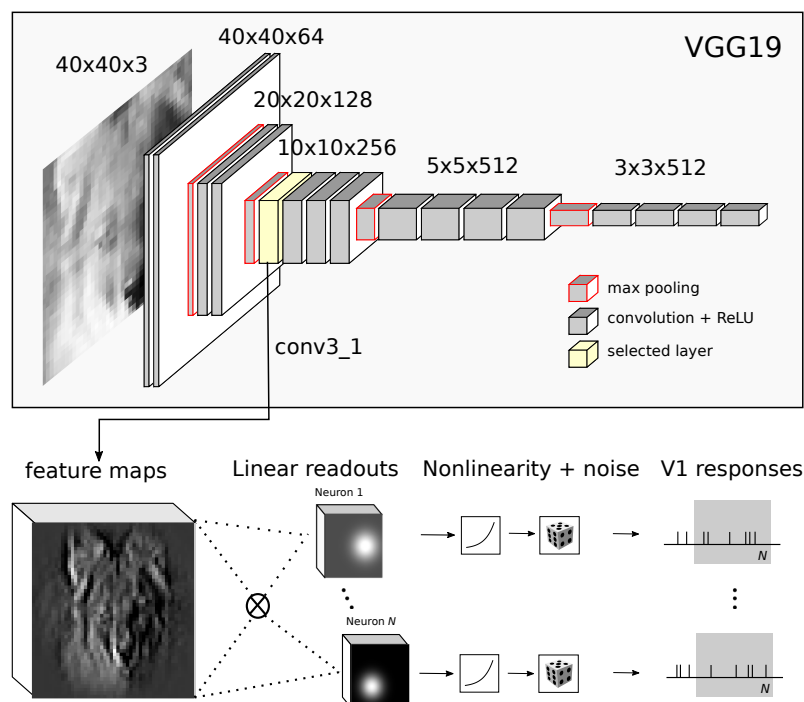 VGG19
40x40x64
40x40x3
20x20x128
10x10x256
5x5x512
3x3x512
max pooling
convolution + ReLU
selected layer
conv3_1
feature maps
Linear readouts
Nonlinearity + noise
V1 responses
Neuron 1
N
Neuron N
N